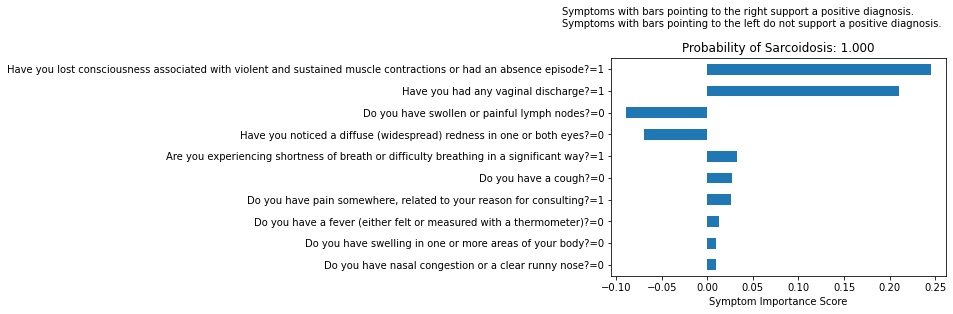 Symptoms with bars pointing to the right support a positive diagnosis.
Symptoms with bars pointing to the left do not support a positive diagnosis.
Probability of Sarcoidosis: 1.000
Have you lost consciousness associated with violent and sustained muscle contractions or had an absence episode?=1
Have you had any vaginal discharge?=1
Do you have swollen or painful lymph nodes?=0
Have you noticed a diffuse (widespread) redness in one or both eyes?=0
Are you experiencing shortness of breath or difficulty breathing in a significant way?=1
Do you have a cough?=0
Do you have pain somewhere, related to your reason for consulting?=1
Do you have a fever (either felt or measured with a thermometer)?=0
Do you have swelling in one or more areas of your body?=0
Do you have nasal congestion or a clear runny nose?=0
−0.10 −0.05 0.00 0.05 0.10 0.15 0.20 0.25
Symptom Importance Score